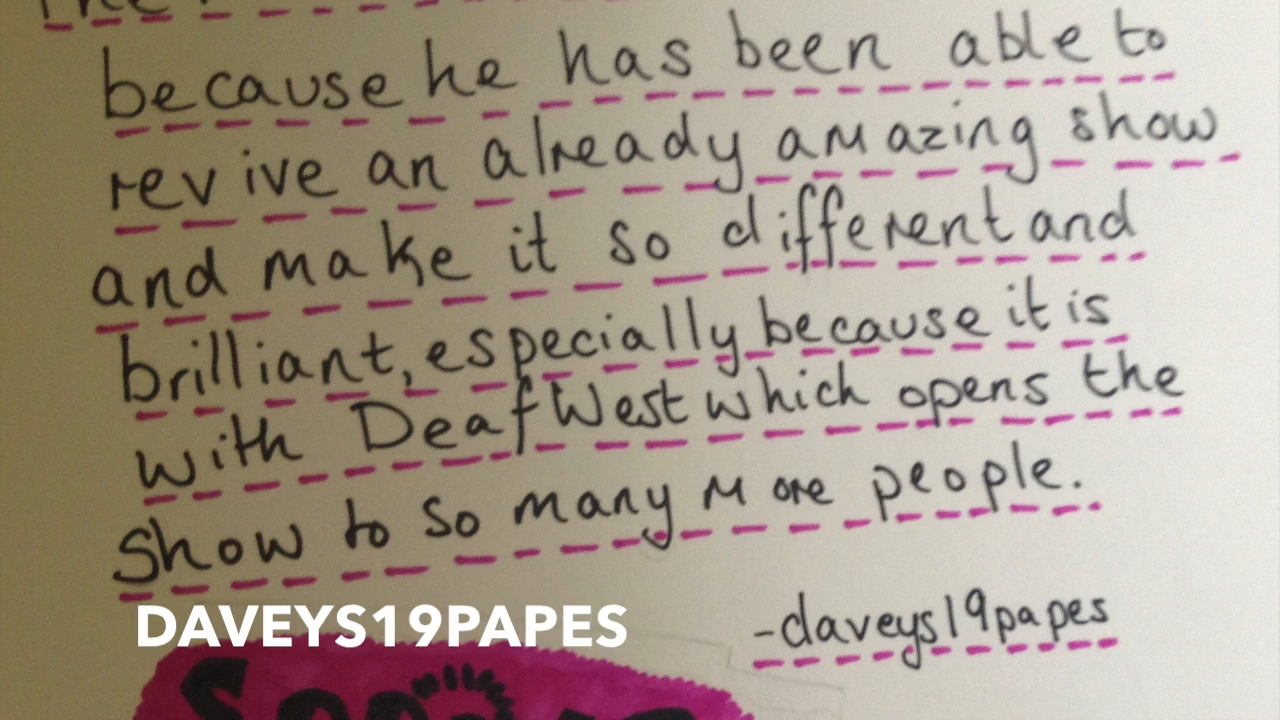 because he has been able to
revive an already amazing show
and make it so different and
brilliant, especially because it is
with Deaf West which opens the
show to so many more people.
DAVEYS19PAPES
-daveys19papes